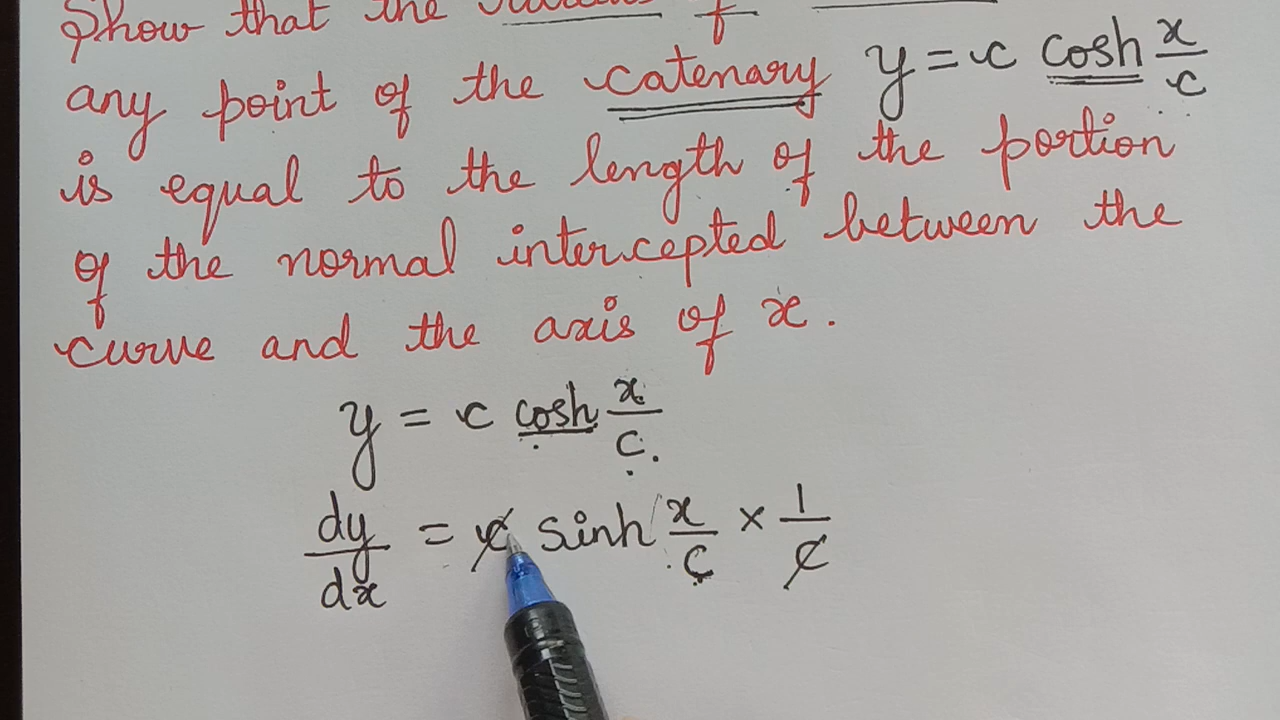 Show that the
any point of the catenary y = c cosh x/c
is equal to the length of the portion
of the normal intercepted between the
curve and the axis of x.
y = c cosh x/c.
dy/dx = c sinh x/c × 1/c